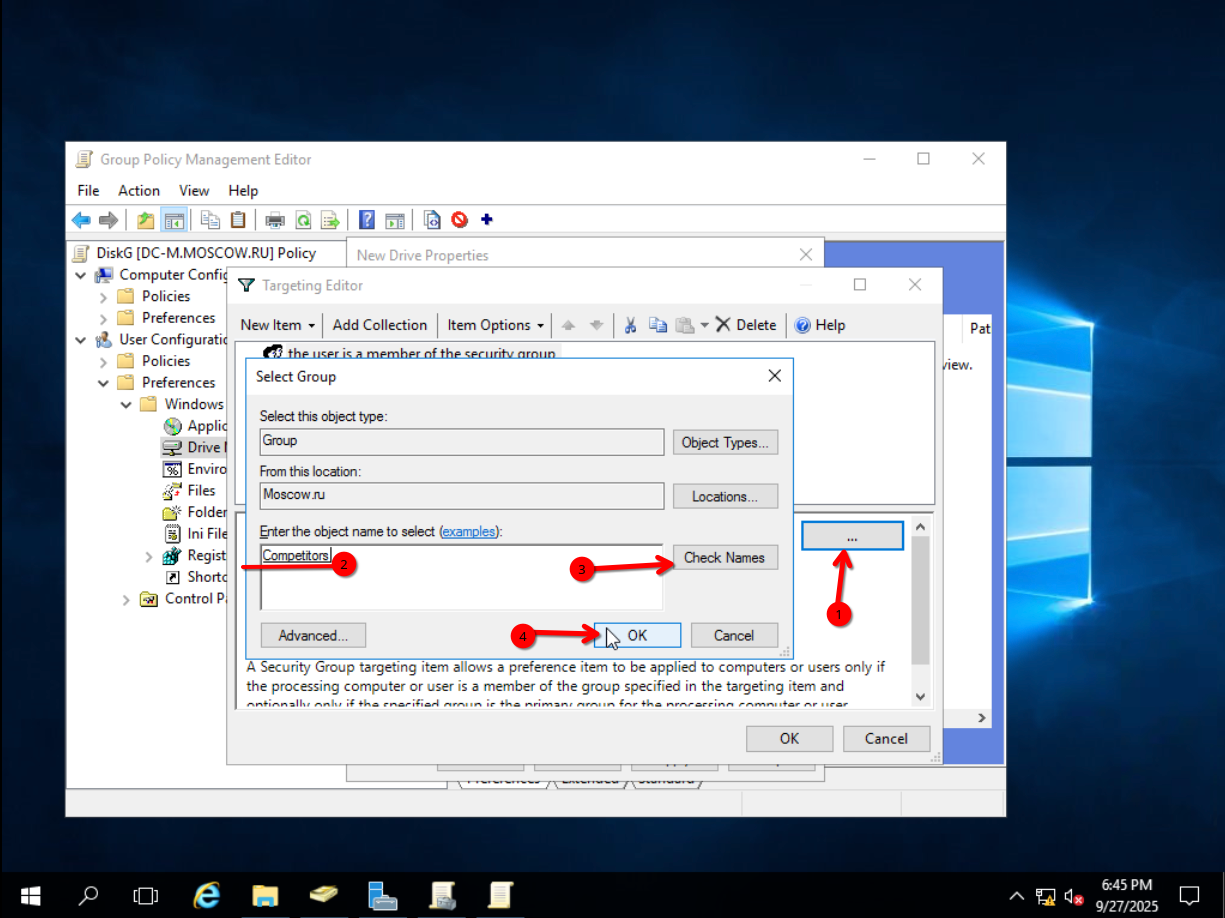 Group Policy Management Editor
File Action View Help
DiskG [DC-M.MOSCOW.RU] Policy
New Drive Properties
Computer Config
Policies
Preferences
User Configuratio
Policies
Preferences
Windows
Applic
Drive
Enviro
Files
Folder
Ini File
Regist
Shortc
Control Pa
Pat
view.
Targeting Editor
New Item Add Collection Item Options Delete Help
the user is a member of the security group
Select Group
Select this object type:
Group
Object Types...
From this location:
Moscow.ru
Locations...
Enter the object name to select (examples):
Competitors
Check Names
...
2
3
1
4
Advanced...
OK
Cancel
A Security Group targeting item allows a preference item to be applied to computers or users only if
the processing computer or user is a member of the group specified in the targeting item and
optionally only if the specified group is the primary group for the processing computer or user
OK
Cancel
Preferences Extended Standard
6:45 PM
9/27/2025